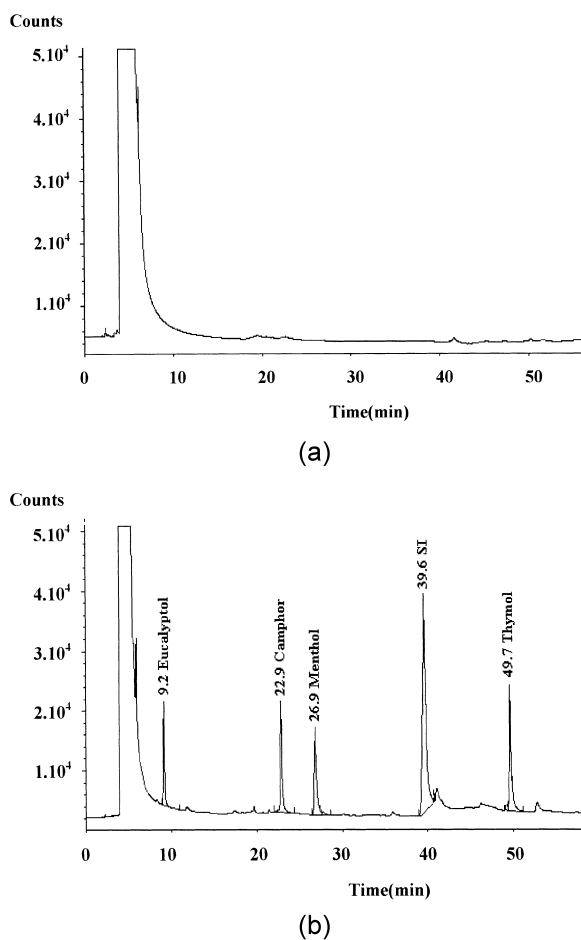 Counts
5.10⁴
4.10⁴
3.10⁴
2.10⁴
1.10⁴
0 10 20 30 40 50
Time(min)
(a)
Counts
5.10⁴
4.10⁴
3.10⁴
2.10⁴
1.10⁴
9.2 Eucalyptol
22.9 Camphor
26.9 Menthol
39.6 SI
49.7 Thymol
0 10 20 30 40 50
Time(min)
(b)